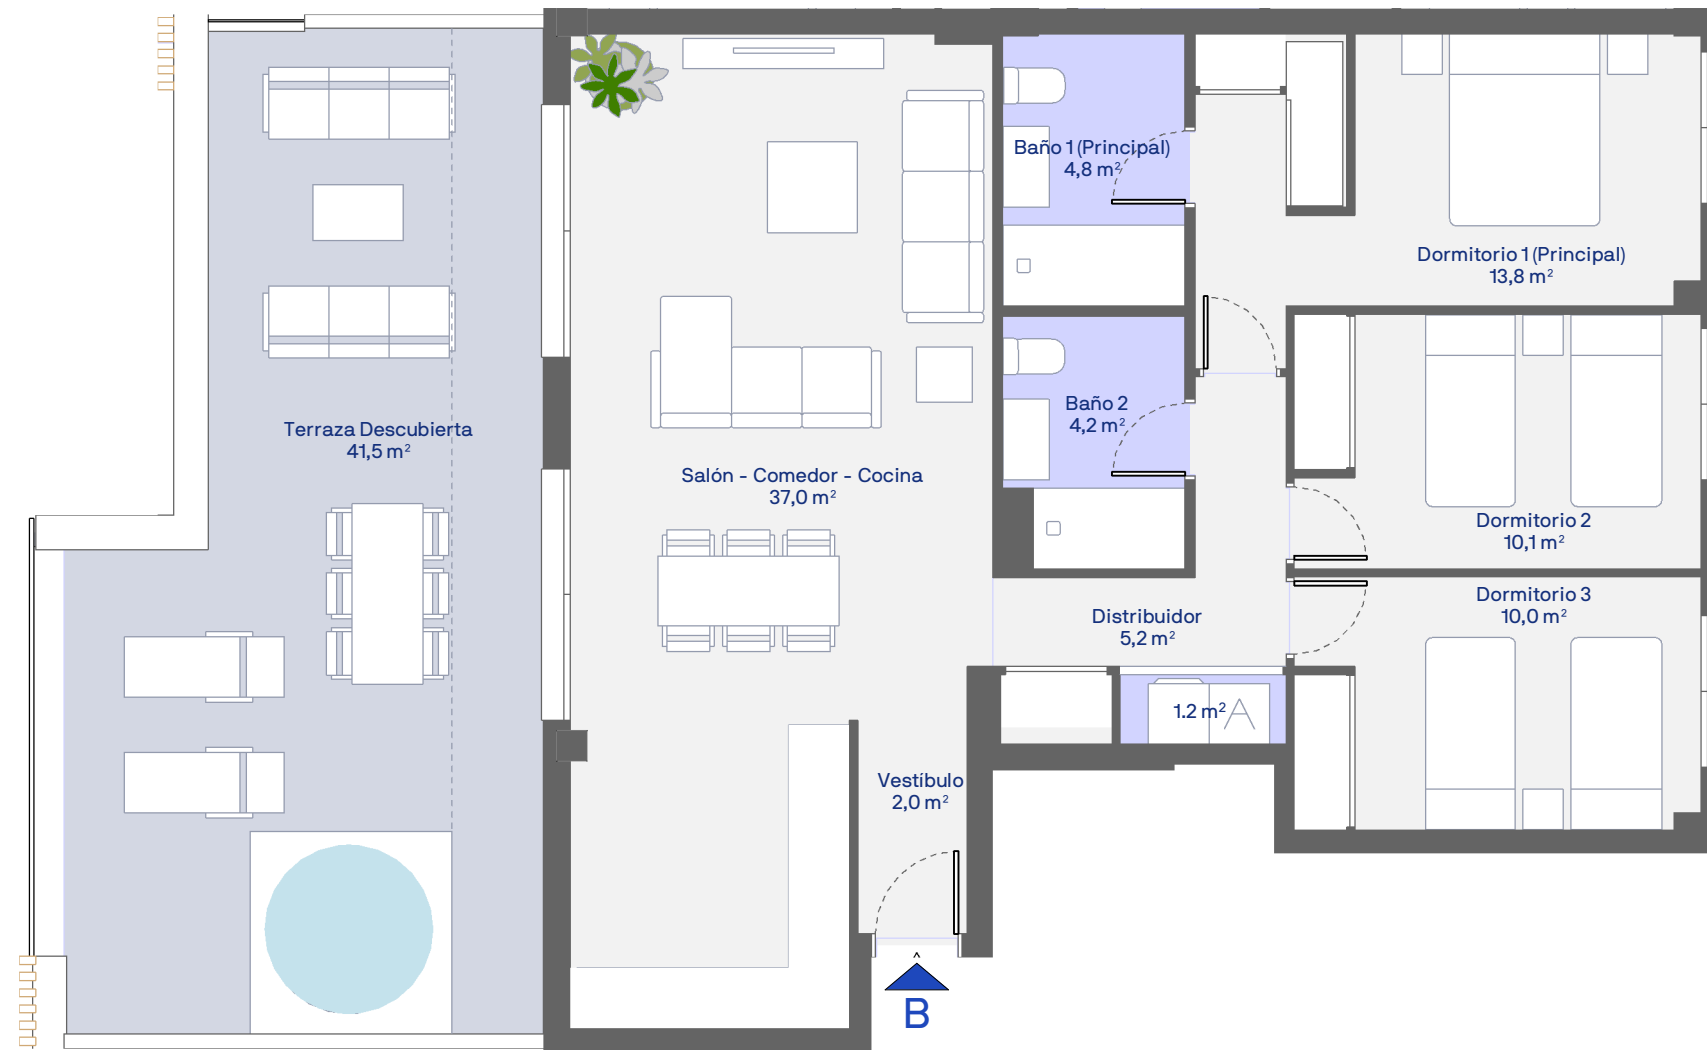 Baño 1 (Principal)
4,8 m²
Dormitorio 1 (Principal)
13,8 m²
Baño 2
4,2 m²
Terraza Descubierta
41,5 m²
Salón - Comedor - Cocina
37,0 m²
Dormitorio 2
10,1 m²
Dormitorio 3
10,0 m²
Distribuidor
5,2 m²
1.2 m²
A
Vestíbulo
2,0 m²
B